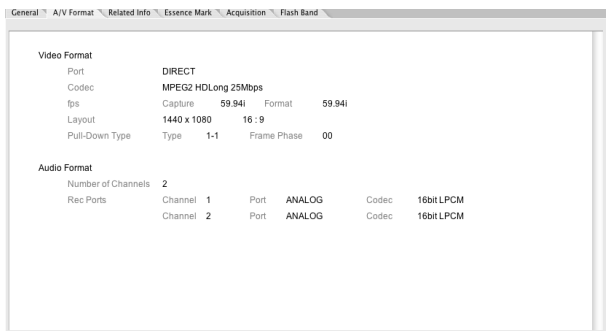 General A/V Format Related Info Essence Mark Acquisition Flash Band
Video Format
Port DIRECT
Codec MPEG2 HDLong 25Mbps
fps Capture 59.94i Format 59.94i
Layout 1440 x 1080 16 : 9
Pull-Down Type Type 1-1 Frame Phase 00
Audio Format
Number of Channels 2
Rec Ports Channel 1 Port ANALOG Codec 16bit LPCM
Channel 2 Port ANALOG Codec 16bit LPCM